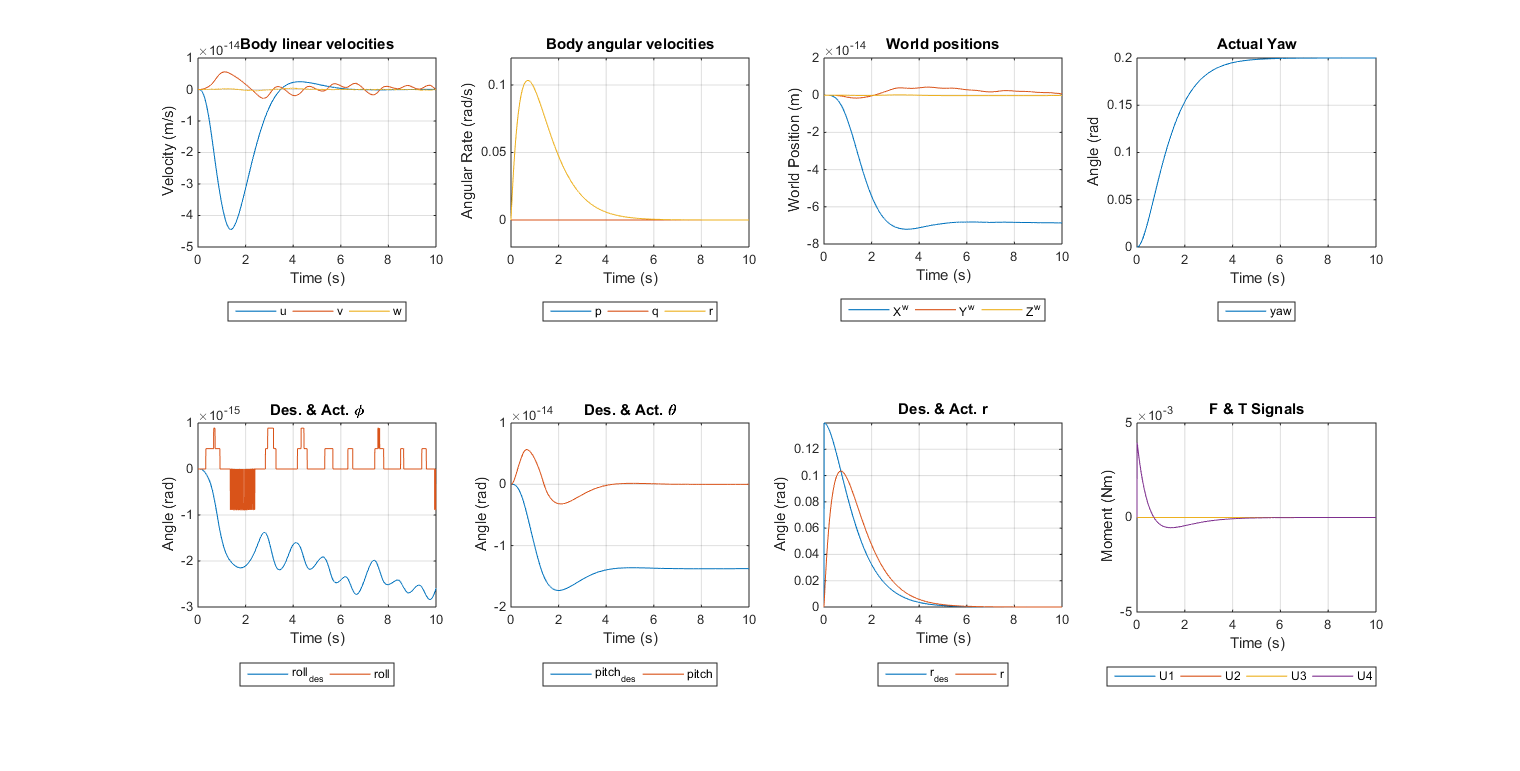 Body linear velocities
×10-14
1
0
-1
-2
-3
-4
-5
Velocity (m/s)
0 2 4 6 8 10
Time (s)
u v w
Body angular velocities
0.1
0.05
0
Angular Rate (rad/s)
0 2 4 6 8 10
Time (s)
p q r
World positions
×10-14
2
0
-2
-4
-6
-8
World Position (m)
0 2 4 6 8 10
Time (s)
Xw Yw Zw
Actual Yaw
0.2
0.15
0.1
0.05
0
Angle (rad
0 2 4 6 8 10
Time (s)
yaw
Des. & Act. ϕ
×10-15
1
0
-1
-2
-3
Angle (rad)
0 2 4 6 8 10
Time (s)
rolldes roll
Des. & Act. θ
×10-14
1
0
-1
-2
Angle (rad)
0 2 4 6 8 10
Time (s)
pitchdes pitch
Des. & Act. r
0.12
0.1
0.08
0.06
0.04
0.02
0
Angle (rad)
0 2 4 6 8 10
Time (s)
rdes r
F & T Signals
×10-3
5
0
-5
Moment (Nm)
0 2 4 6 8 10
Time (s)
U1 U2 U3 U4